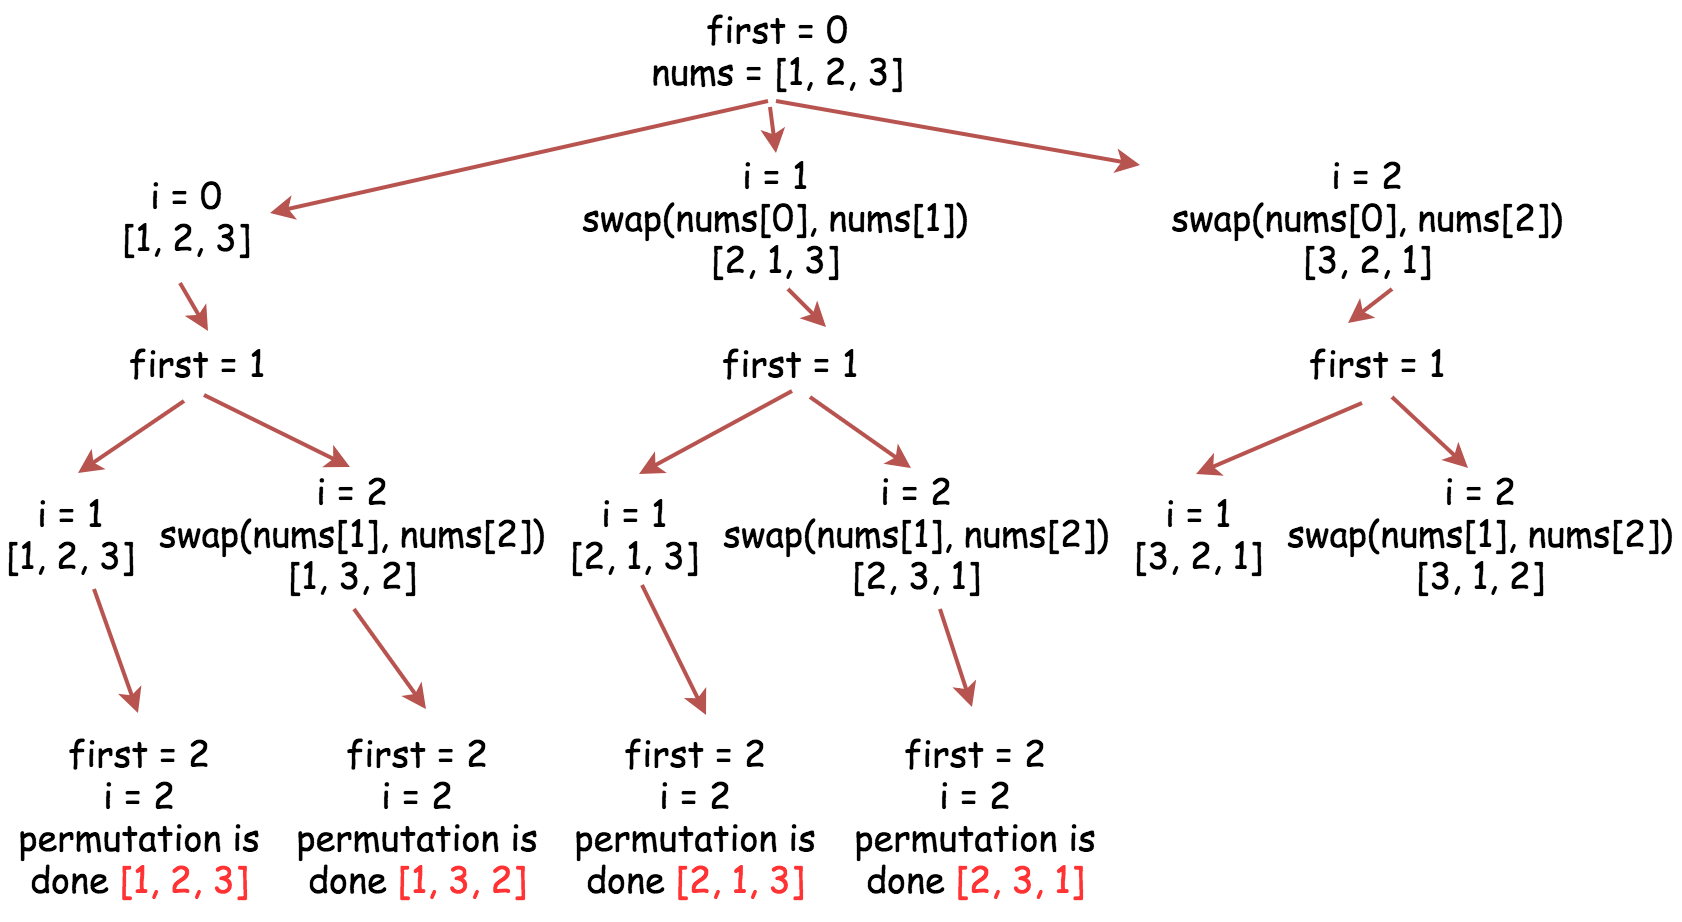 first = 0
nums = [1, 2, 3]
i = 0
[1, 2, 3]
i = 1
swap(nums[0], nums[1])
[2, 1, 3]
i = 2
swap(nums[0], nums[2])
[3, 2, 1]
first = 1
first = 1
first = 1
i = 1
[1, 2, 3]
i = 2
swap(nums[1], nums[2])
[1, 3, 2]
i = 1
[2, 1, 3]
i = 2
swap(nums[1], nums[2])
[2, 3, 1]
i = 1
[3, 2, 1]
i = 2
swap(nums[1], nums[2])
[3, 1, 2]
first = 2
i = 2
permutation is
done [1, 2, 3]
first = 2
i = 2
permutation is
done [1, 3, 2]
first = 2
i = 2
permutation is
done [2, 1, 3]
first = 2
i = 2
permutation is
done [2, 3, 1]